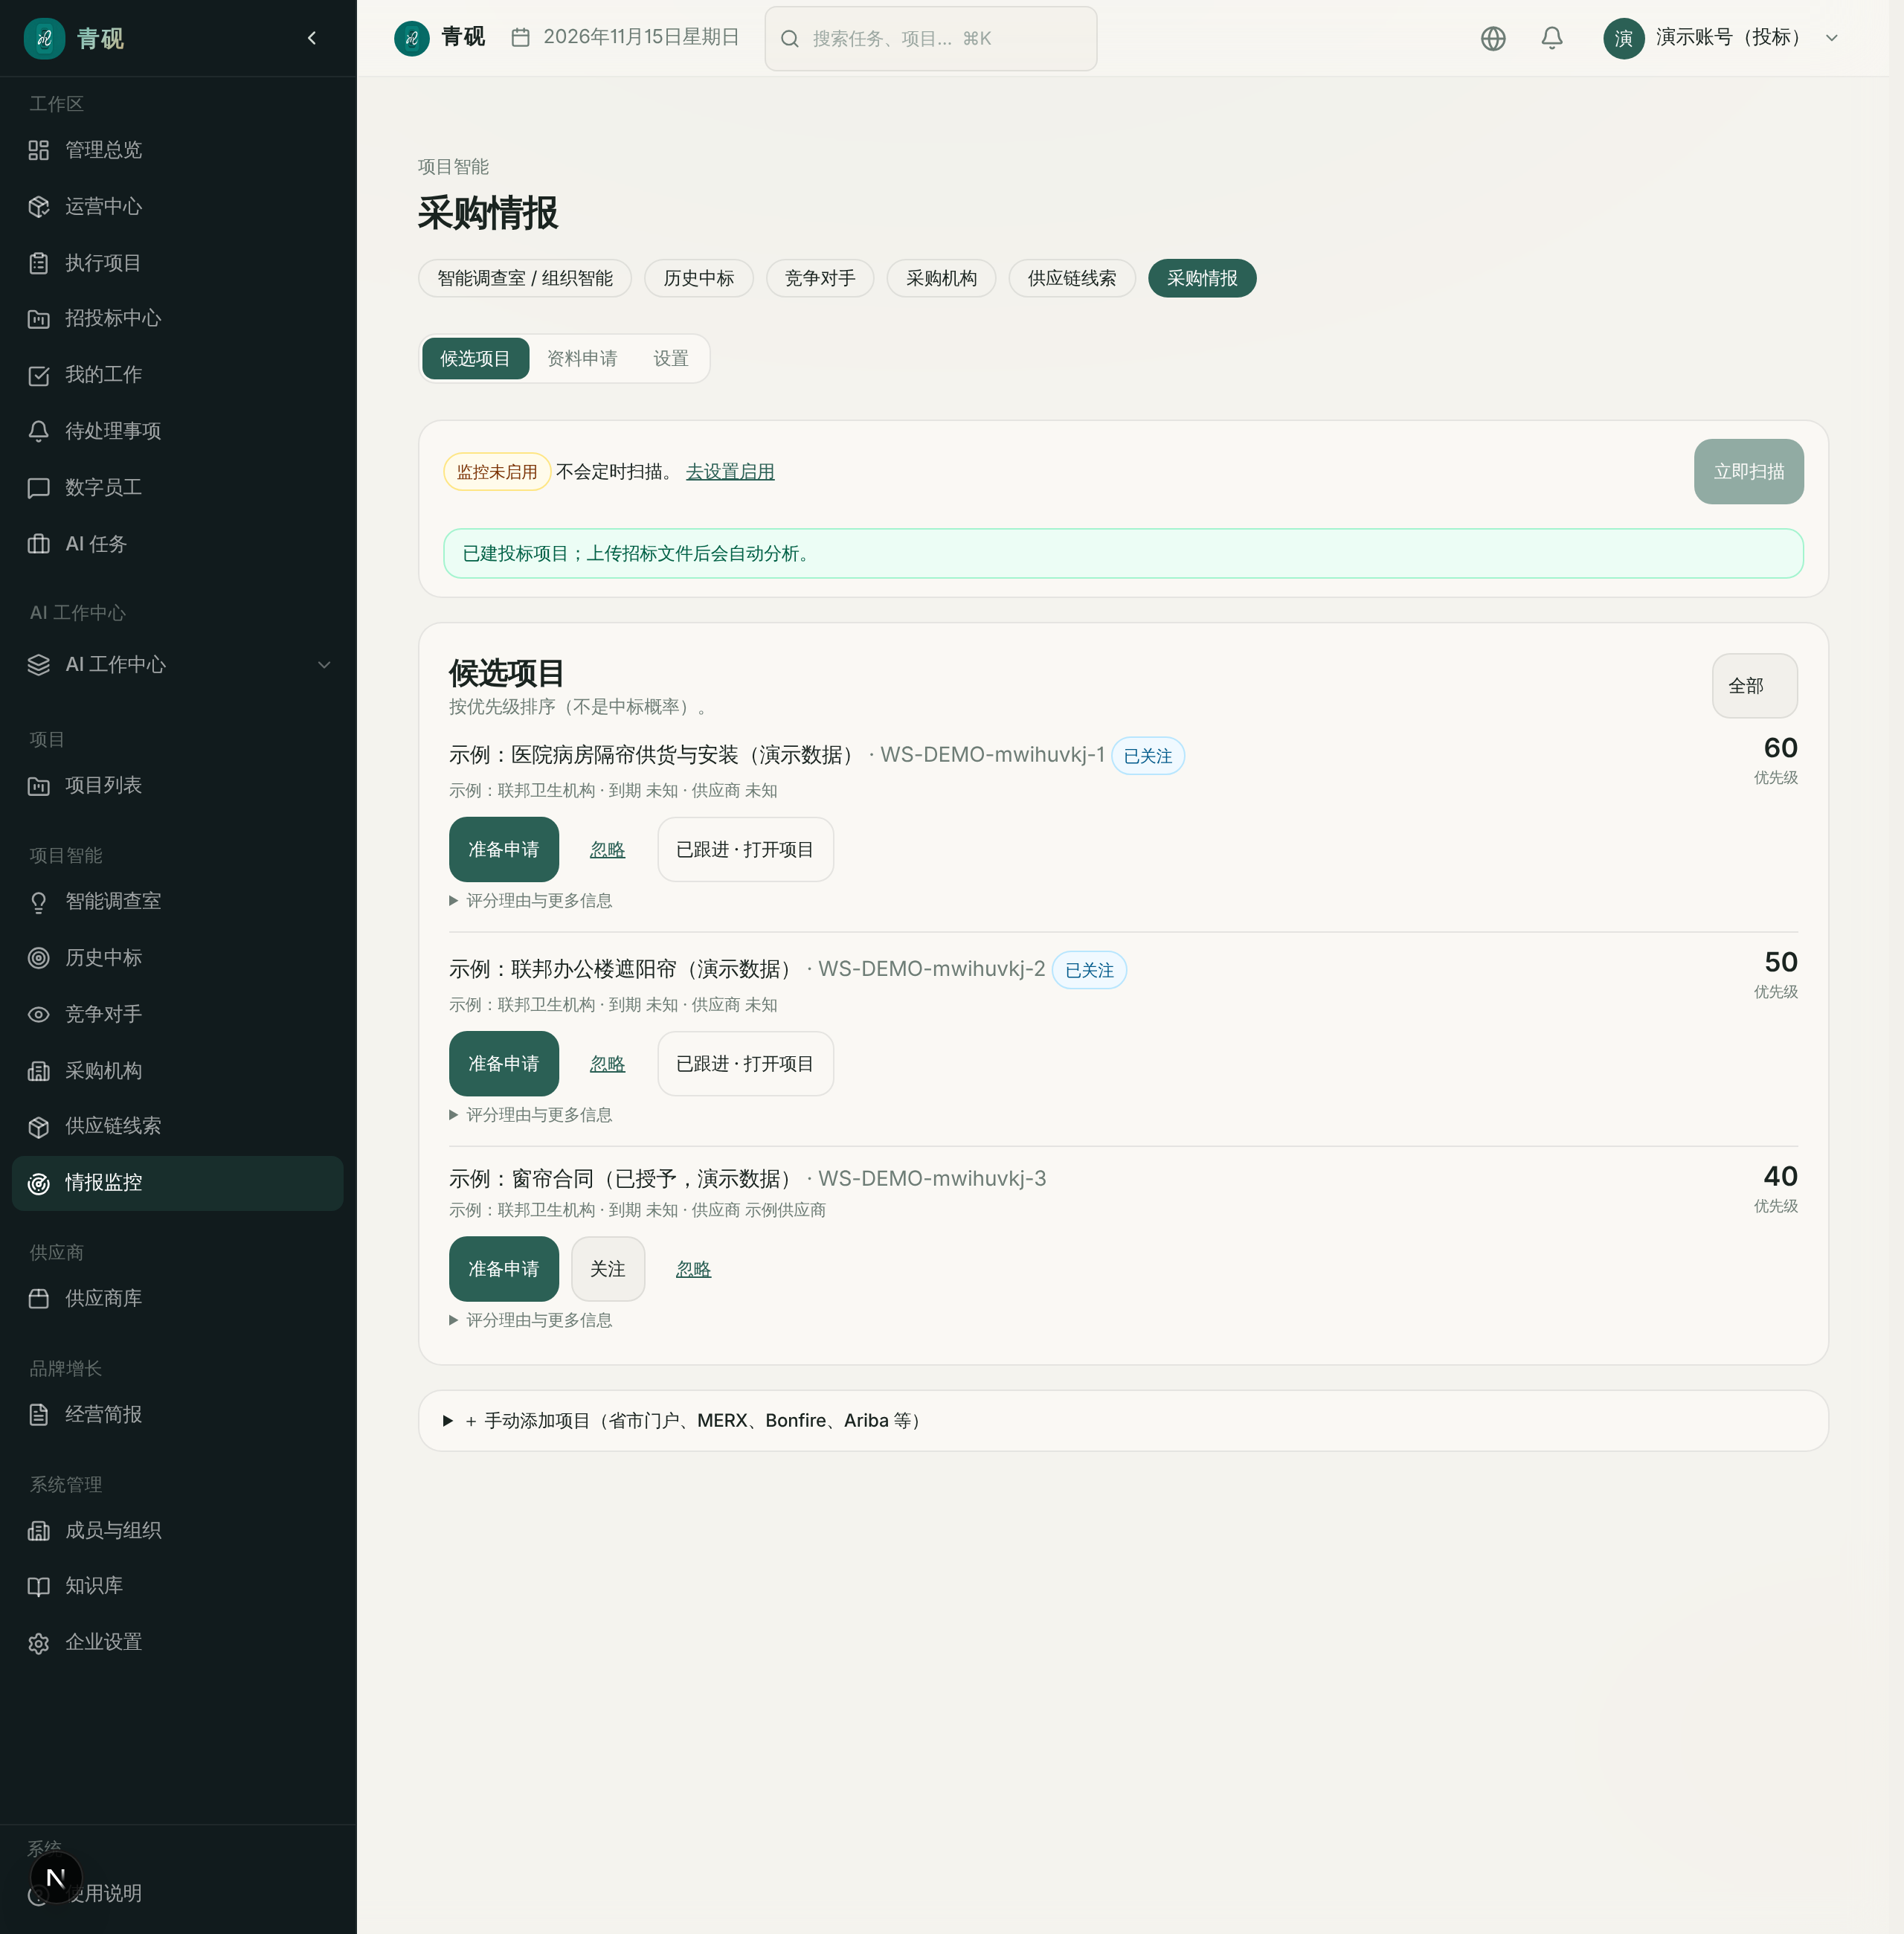 青砚
工作区
管理总览
运营中心
执行项目
招投标中心
我的工作
待处理事项
数字员工
AI 任务
AI 工作中心
AI 工作中心
项目
项目列表
项目智能
智能调查室
历史中标
竞争对手
采购机构
供应链线索
情报监控
供应商
供应商库
品牌增长
经营简报
系统管理
成员与组织
知识库
企业设置
系统
N
使用说明
青砚 2026年11月15日星期日 搜索任务、项目... ⌘K 演 演示账号（投标）
项目智能
采购情报
智能调查室 / 组织智能 历史中标 竞争对手 采购机构 供应链线索 采购情报
候选项目 资料申请 设置
监控未启用 不会定时扫描。 去设置启用 立即扫描
已建投标项目；上传招标文件后会自动分析。
候选项目 全部
按优先级排序（不是中标概率）。
示例：医院病房隔帘供货与安装（演示数据） · WS-DEMO-mwihuvkj-1 已关注 60
示例：联邦卫生机构 · 到期 未知 · 供应商 未知 优先级
准备申请 忽略 已跟进 · 打开项目
▶ 评分理由与更多信息
示例：联邦办公楼遮阳帘（演示数据） · WS-DEMO-mwihuvkj-2 已关注 50
示例：联邦卫生机构 · 到期 未知 · 供应商 未知 优先级
准备申请 忽略 已跟进 · 打开项目
▶ 评分理由与更多信息
示例：窗帘合同（已授予，演示数据） · WS-DEMO-mwihuvkj-3 40
示例：联邦卫生机构 · 到期 未知 · 供应商 示例供应商 优先级
准备申请 关注 忽略
▶ 评分理由与更多信息
▶ + 手动添加项目（省市门户、MERX、Bonfire、Ariba 等）